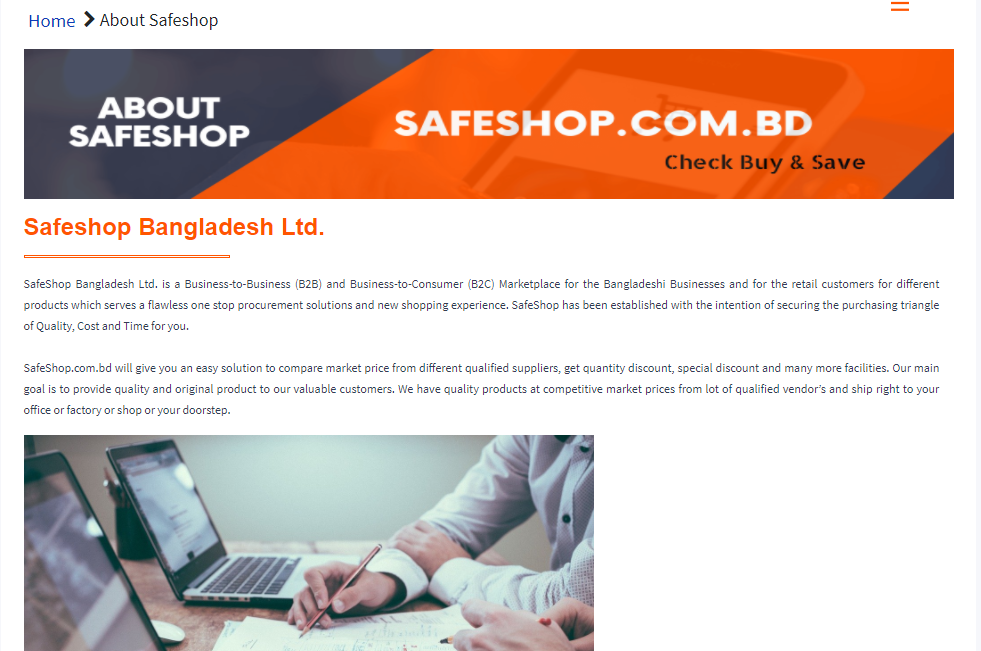 Home > About Safeshop
ABOUT
SAFESHOP
SAFESHOP.COM.BD
Check Buy & Save
Safeshop Bangladesh Ltd.
SafeShop Bangladesh Ltd. is a Business-to-Business (B2B) and Business-to-Consumer (B2C) Marketplace for the Bangladeshi Businesses and for the retail customers for different
products which serves a flawless one stop procurement solutions and new shopping experience. SafeShop has been established with the intention of securing the purchasing triangle
of Quality, Cost and Time for you.
SafeShop.com.bd will give you an easy solution to compare market price from different qualified suppliers, get quantity discount, special discount and many more facilities. Our main
goal is to provide quality and original product to our valuable customers. We have quality products at competitive market prices from lot of qualified vendor’s and ship right to your
office or factory or shop or your doorstep.